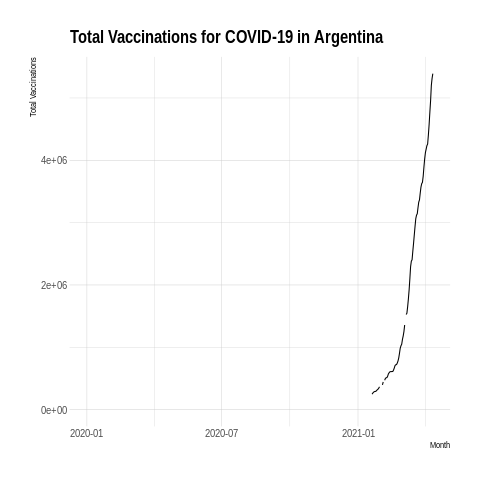 Total Vaccinations for COVID-19 in Argentina
Total Vaccinations
4e+06
2e+06
0e+00
2020-01 2020-07 2021-01
Month